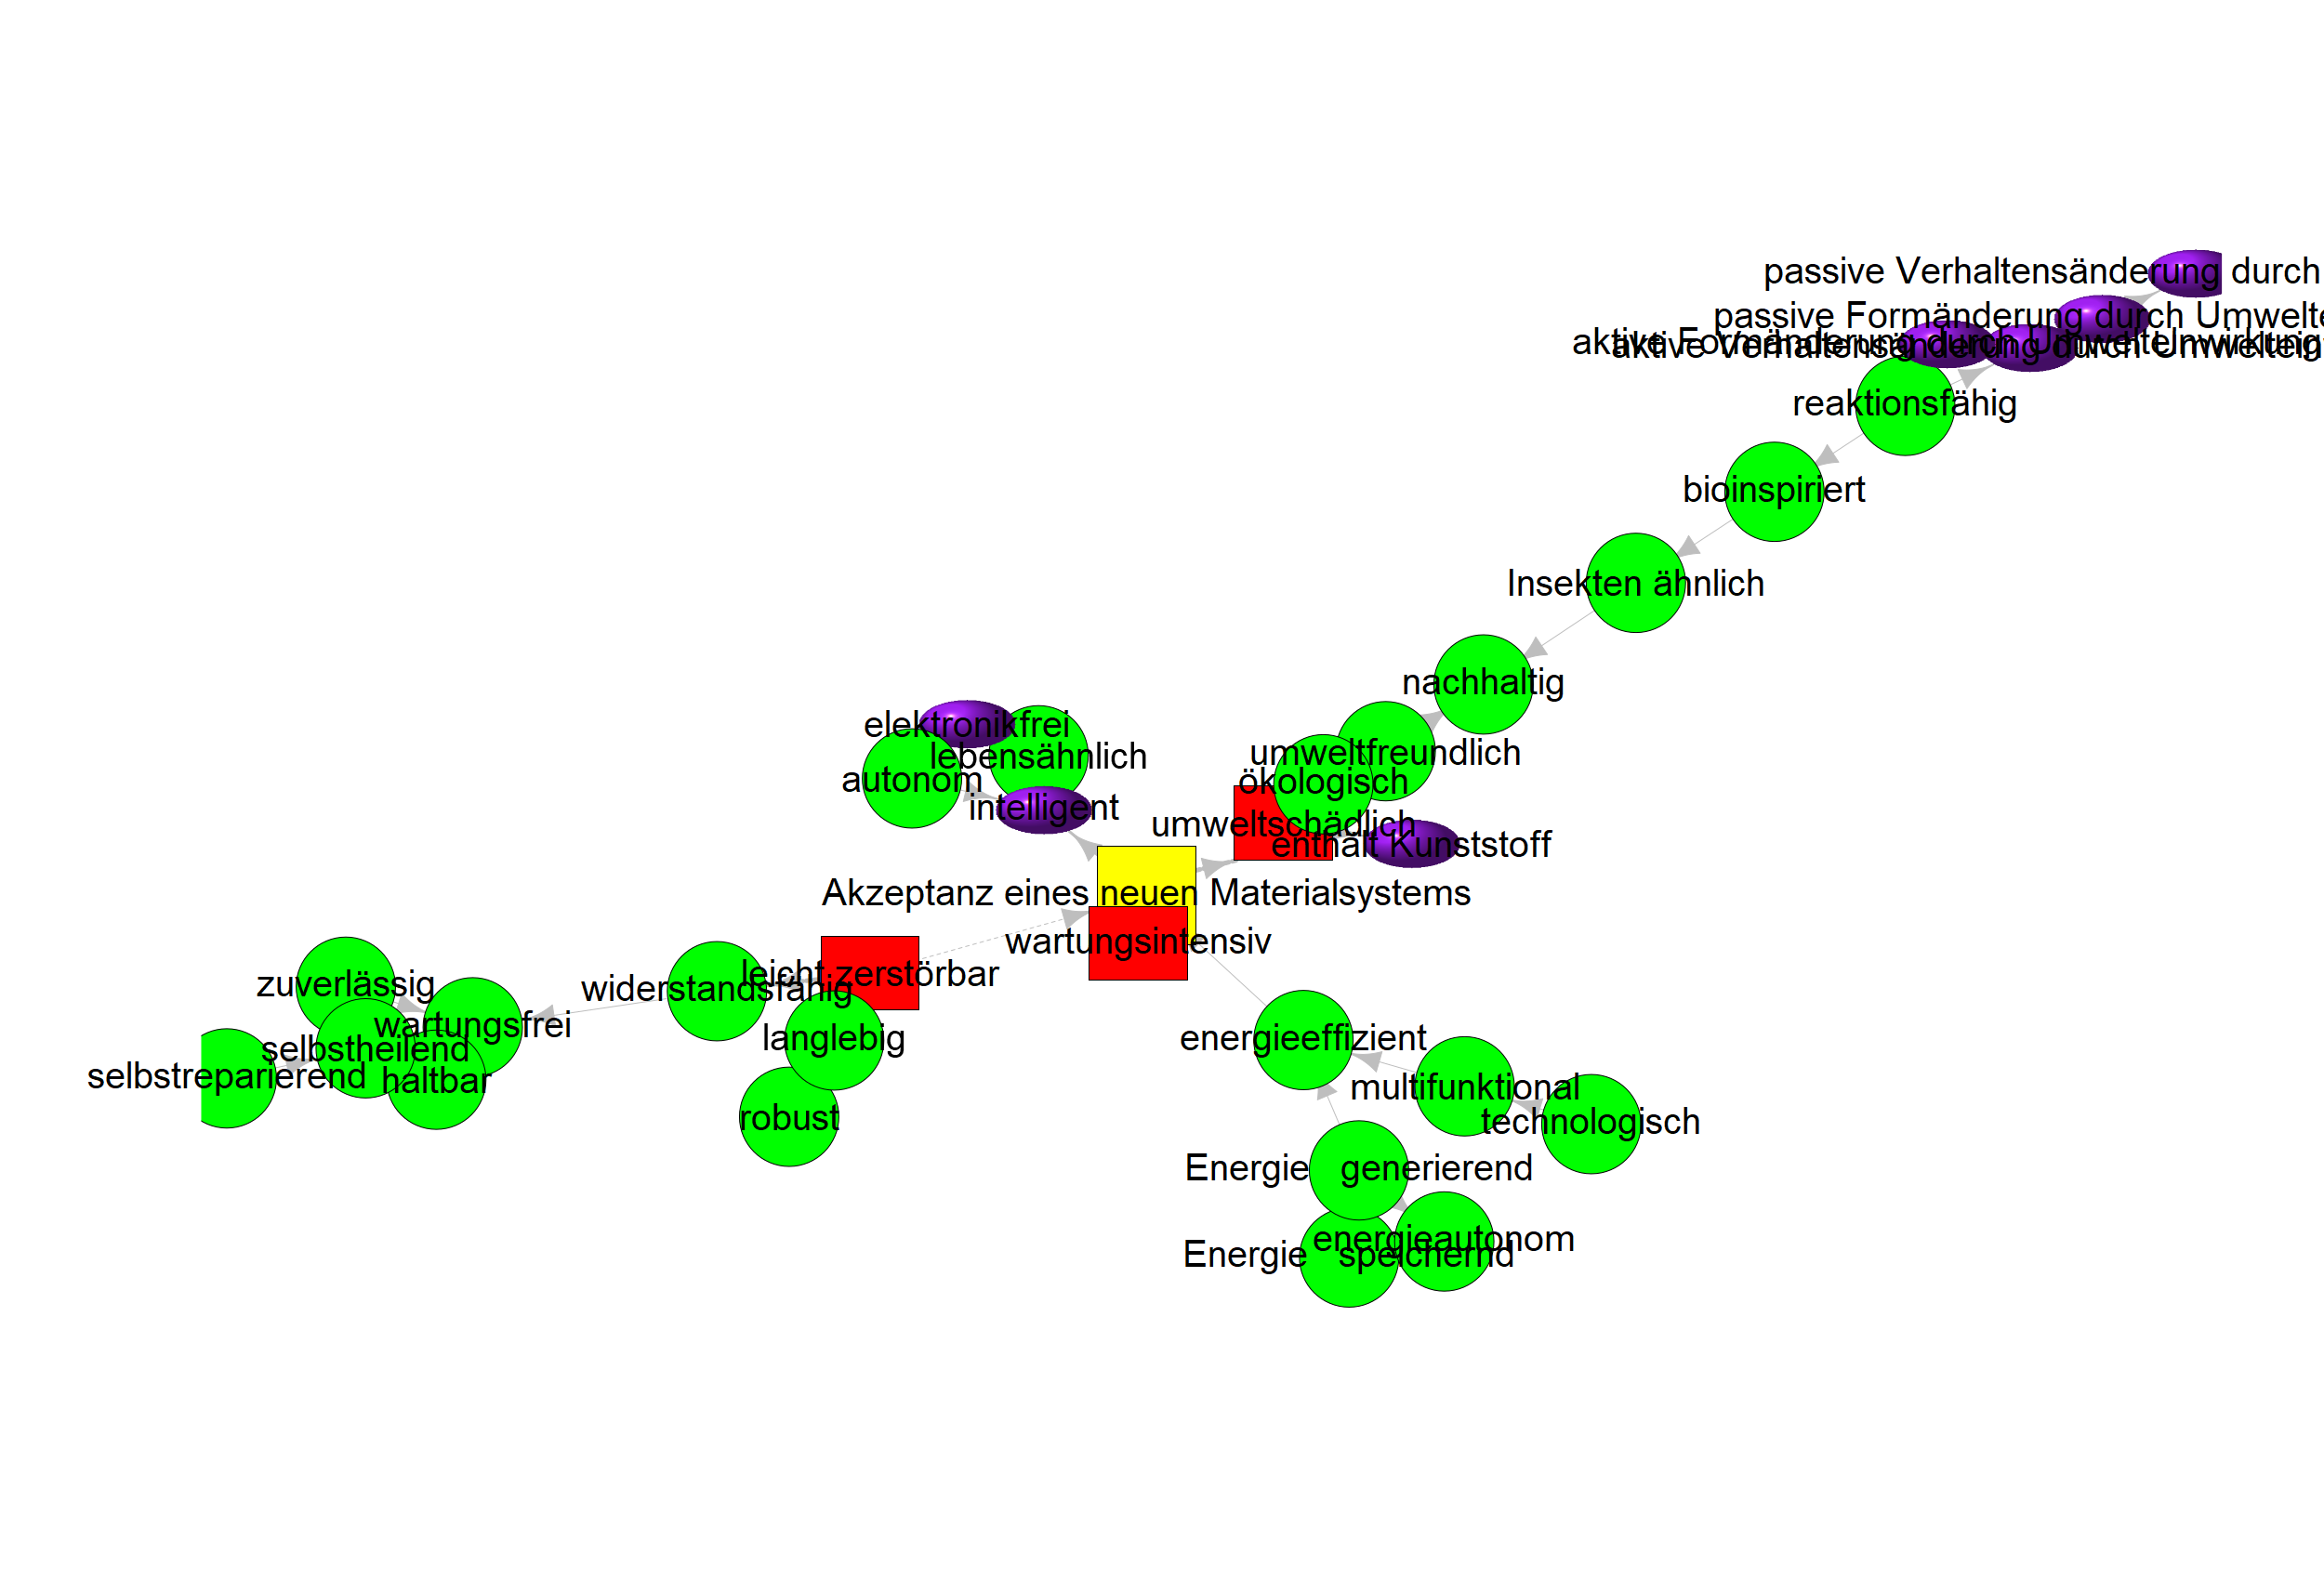 passive Verhaltensänderung durch
passive Formänderung durch Umwelte
aktive Formänderung durch Umwelteinwirkung
aktive Verhaltensänderung durch Umweltein
reaktionsfähig
bioinspiriert
Insekten ähnlich
nachhaltig
elektronikfrei
umweltfreundlich
lebensähnlich
autonom
ökologisch
intelligent
umweltschädlich
enthält Kunststoff
Akzeptanz eines neuen Materialsystems
wartungsintensiv
leicht zerstörbar
zuverlässig
widerstandsfähig
wartungsfrei
langlebig
energieeffizient
selbstheilend
selbstreparierend
haltbar
multifunktional
robust
technologisch
Energie generierend
energieautonom
Energie speichernd